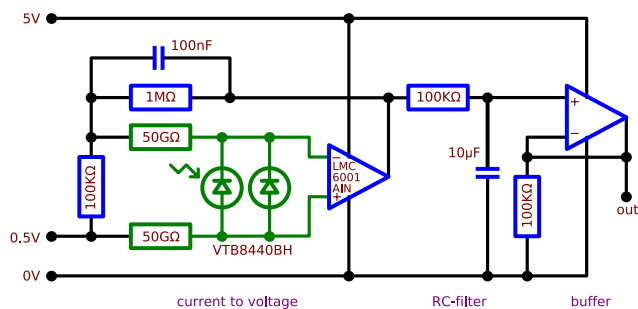 5V
100nF
1MΩ
100KΩ
50GΩ
LMC
6001
AIN
10µF
100KΩ
100KΩ
out
0.5V
50GΩ
VTB8440BH
0V
current to voltage
RC-filter
buffer
+
−
−
+